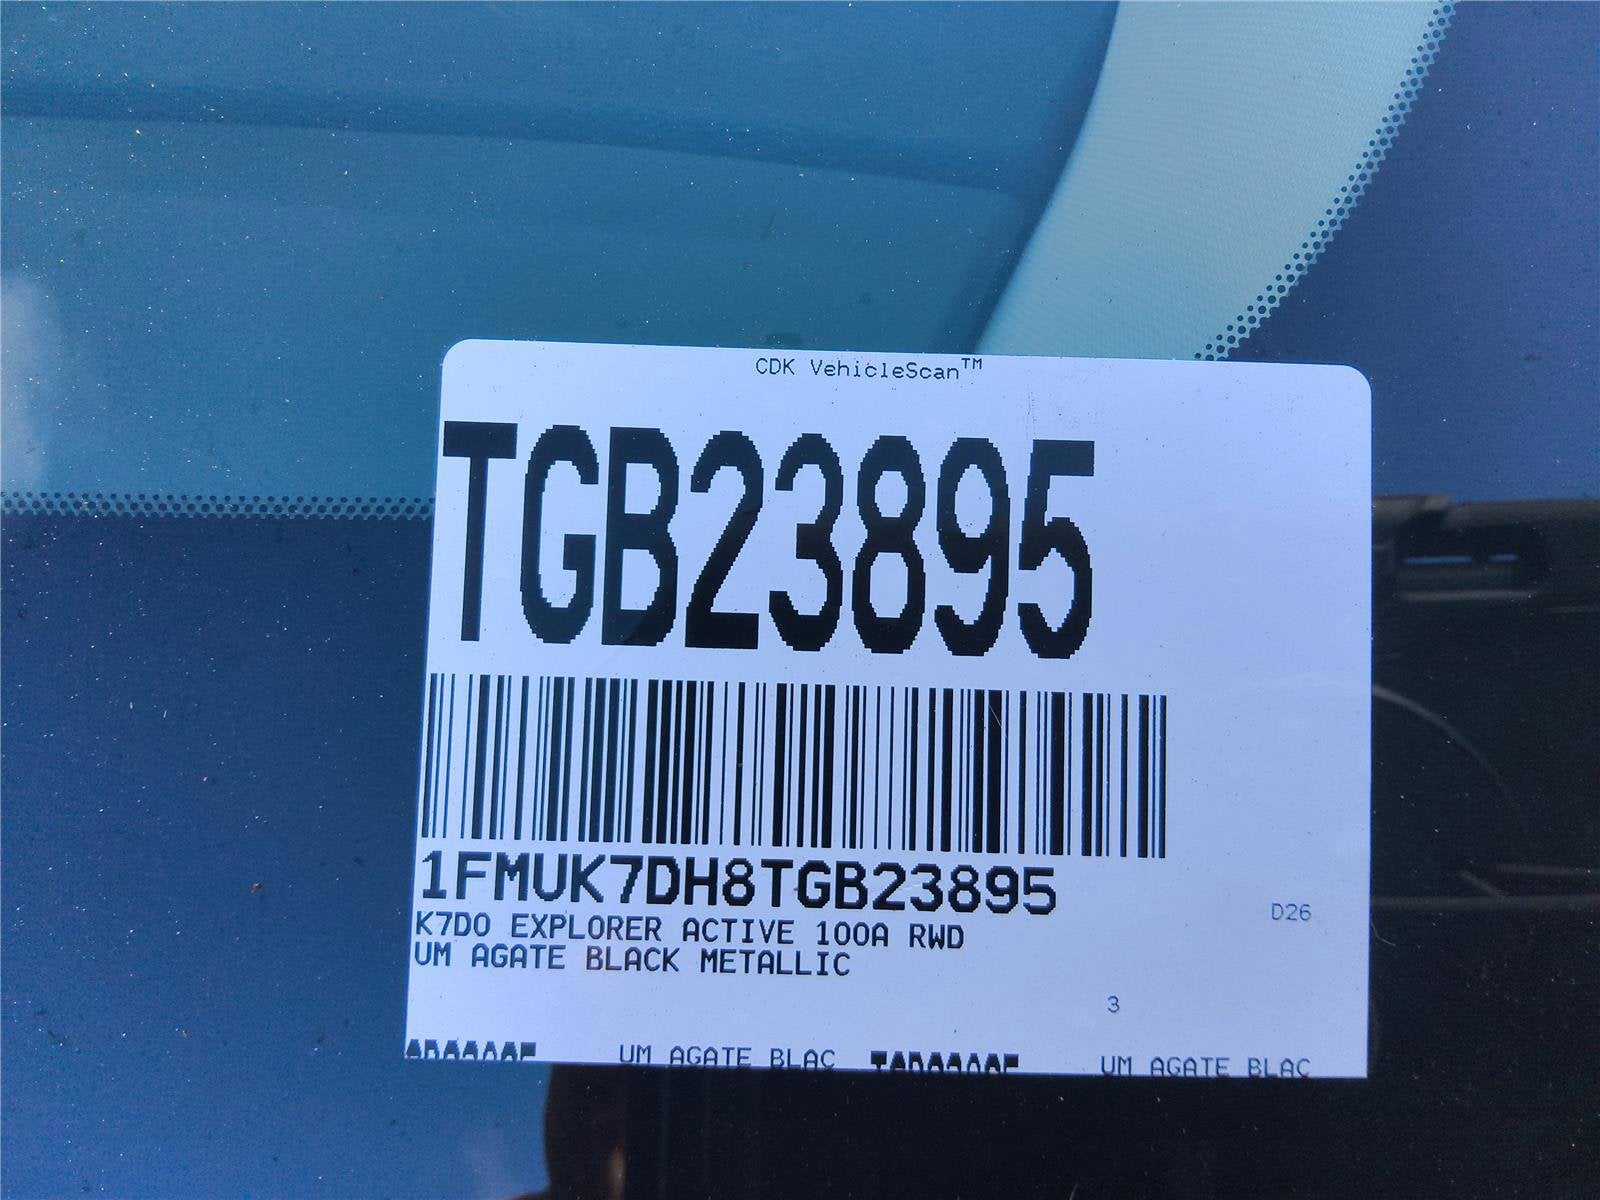 CDK VehicleScan™
TGB23895
1FMUK7DH8TGB23895
K7D0 EXPLORER ACTIVE 100A RWD
D26
UM AGATE BLACK METALLIC
3
UM AGATE BLAC
UM AGATE BLAC